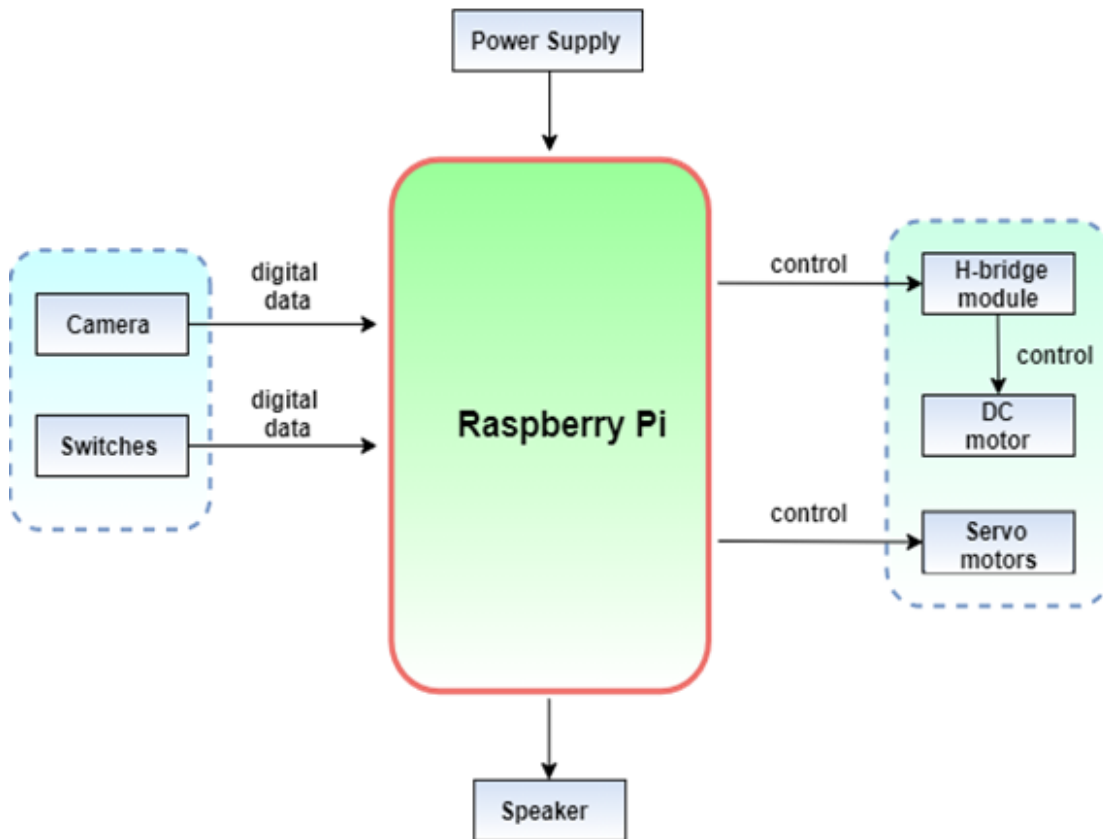 Power Supply
digital
data
Camera
digital
data
Switches
Raspberry Pi
control
H-bridge
module
control
DC
motor
control
Servo
motors
Speaker